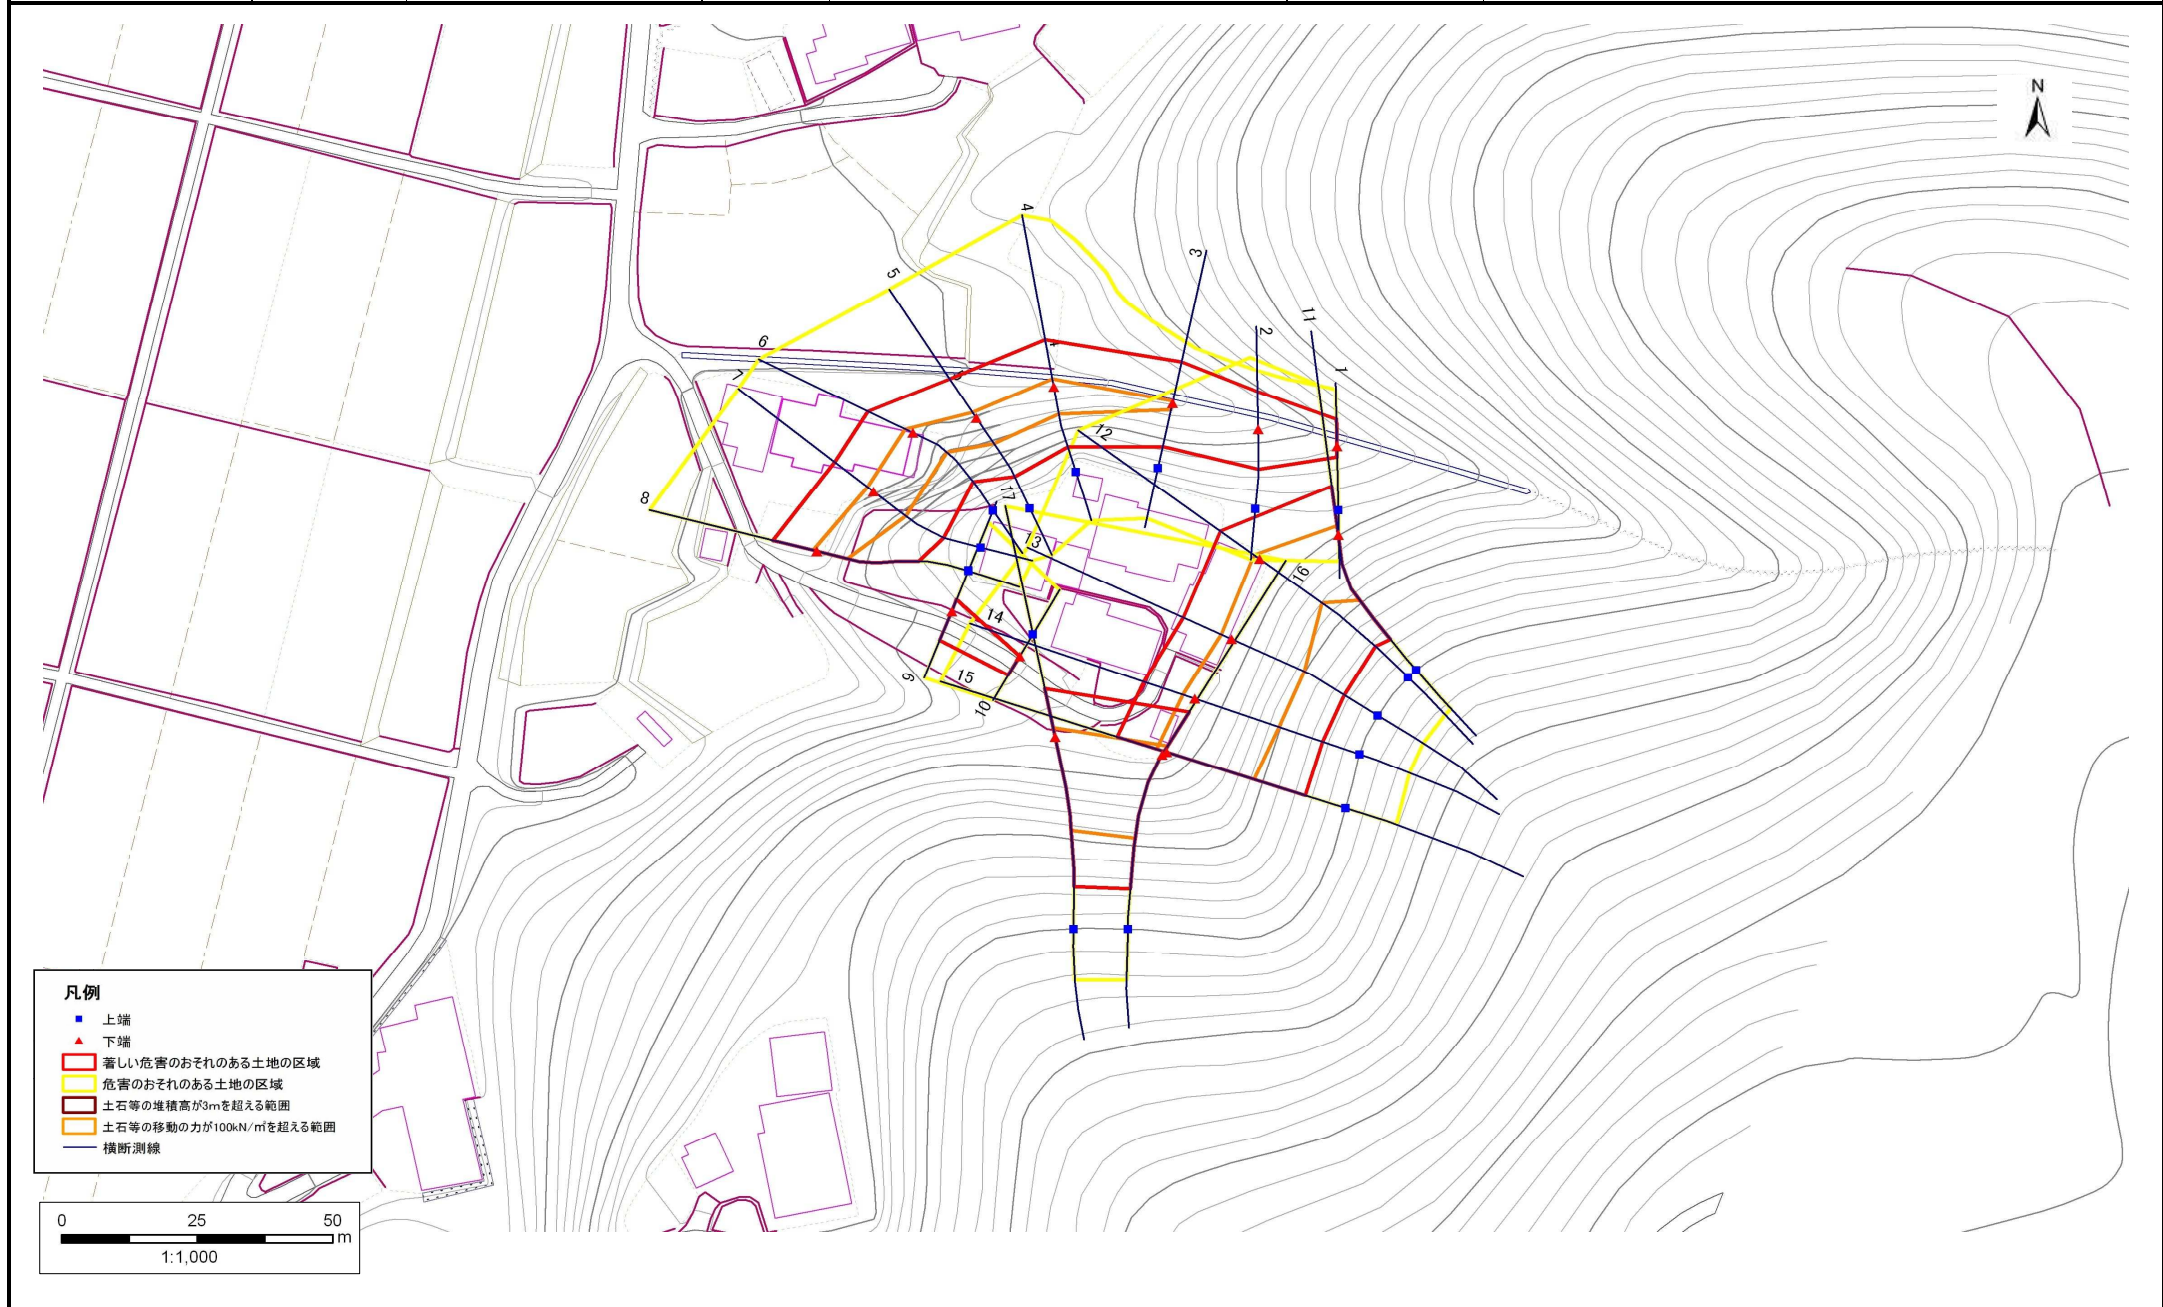 N
4
3
5
2
11
6
1
7
12
8
17
13
16
14
9
15
10
凡例
上端
下端
著しい危害のおそれのある土地の区域
危害のおそれのある土地の区域
土石等の堆積高が3mを超える範囲
土石等の移動の力が100kN/㎡を超える範囲
横断測線
0 25 50
m
1:1,000